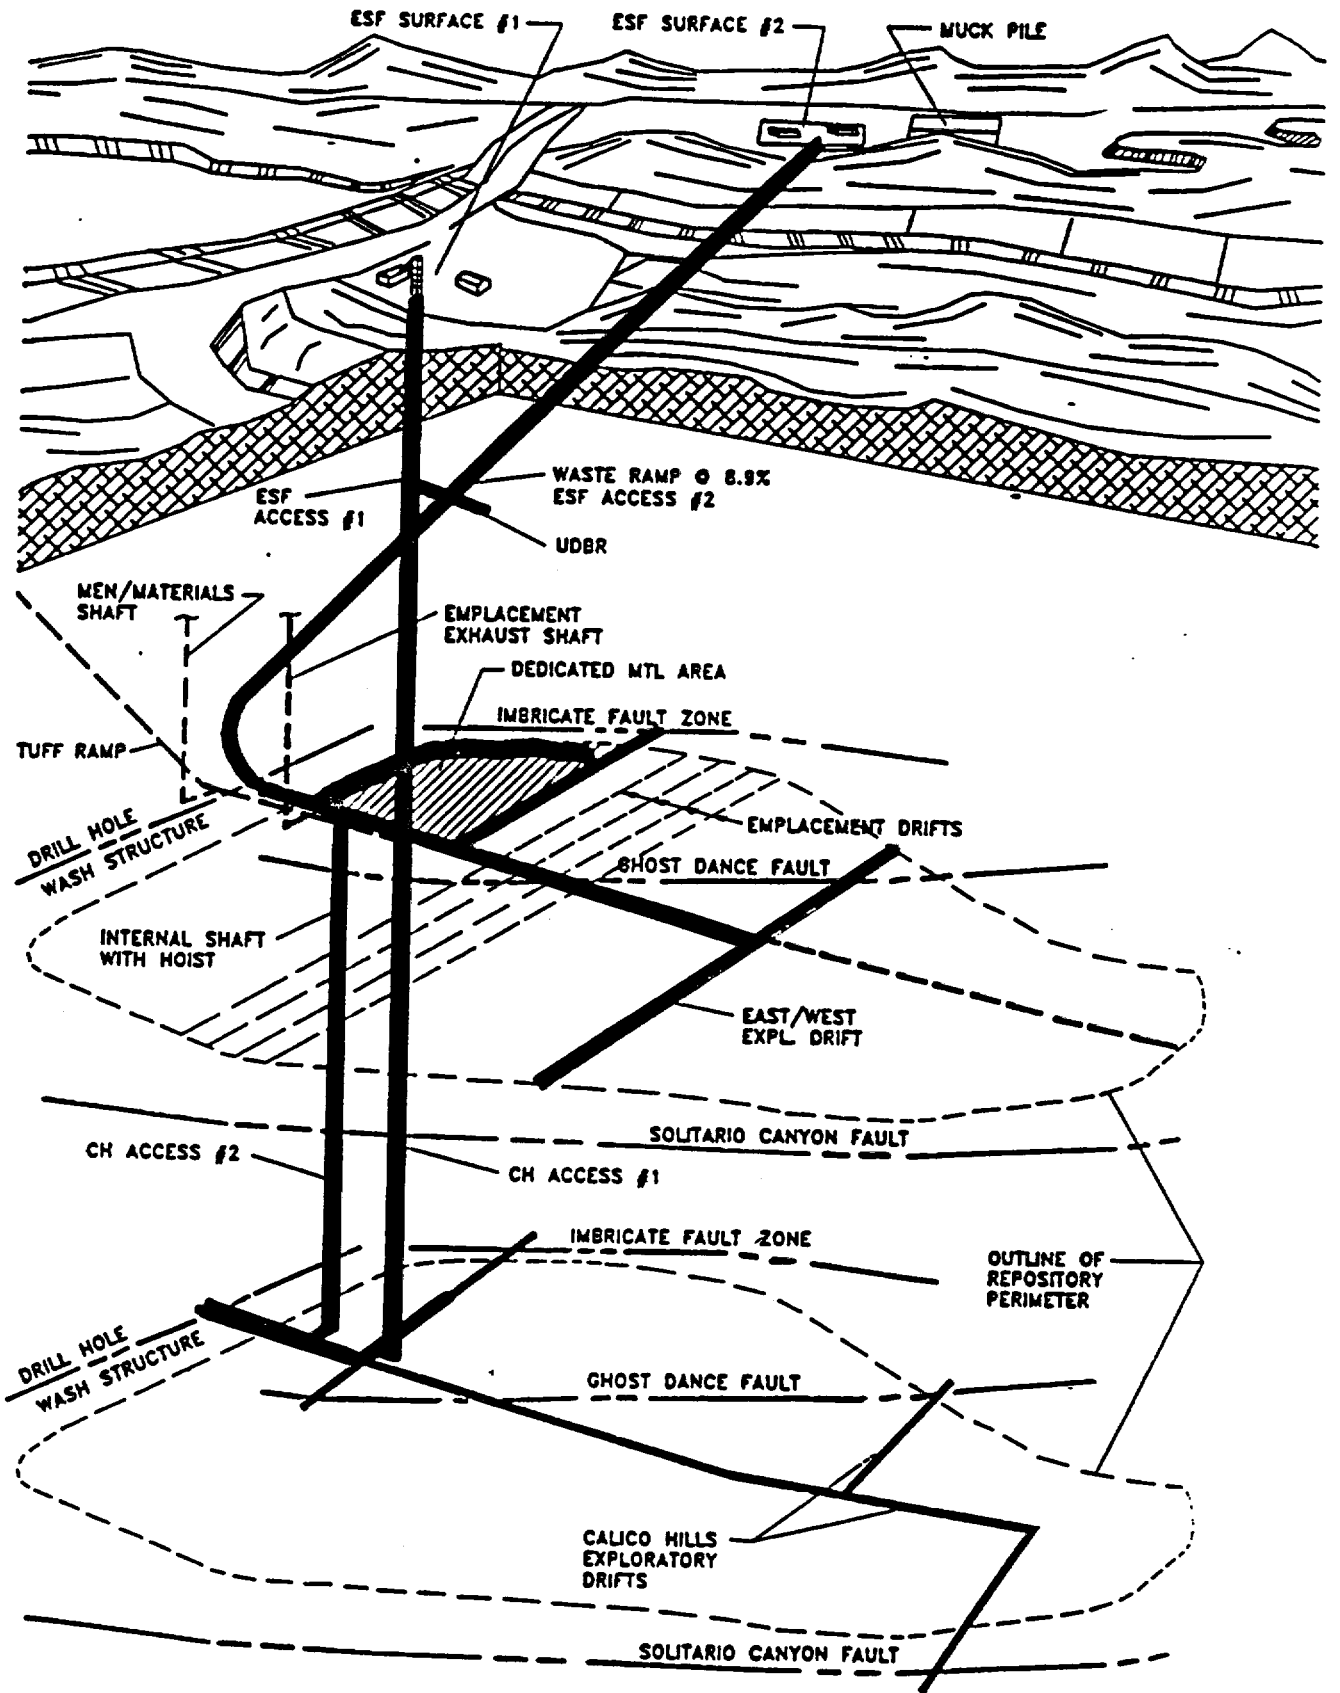 ESF SURFACE #1
ESF SURFACE #2
MUCK PILE
WASTE RAMP @ 8.9%
ESF ACCESS #2
ESF
ACCESS #1
UDBR
MEN/MATERIALS
SHAFT
EMPLACEMENT
EXHAUST SHAFT
DEDICATED MTL AREA
IMBRICATE FAULT ZONE
TUFF RAMP
DRILL HOLE
WASH STRUCTURE
EMPLACEMENT DRIFTS
GHOST DANCE FAULT
INTERNAL SHAFT
WITH HOIST
EAST/WEST
EXPL. DRIFT
SOLITARIO CANYON FAULT
CH ACCESS #2
CH ACCESS #1
IMBRICATE FAULT ZONE
OUTLINE OF
REPOSITORY
PERIMETER
DRILL HOLE
WASH STRUCTURE
GHOST DANCE FAULT
CALICO HILLS
EXPLORATORY
DRIFTS
SOLITARIO CANYON FAULT